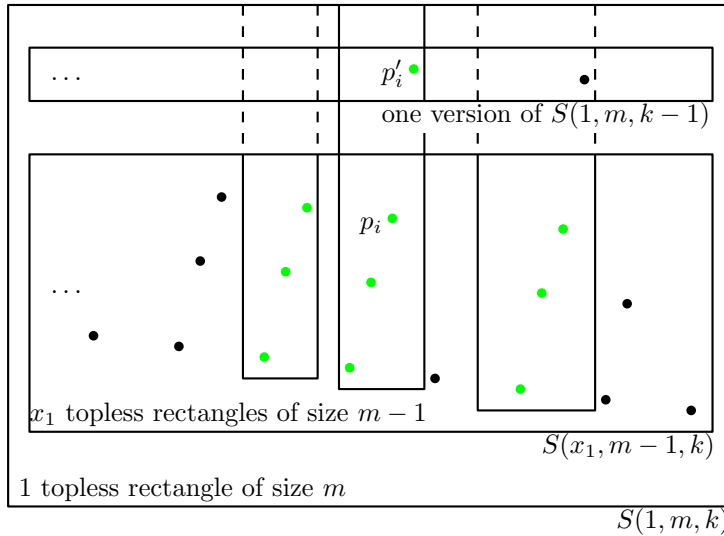 … p′ᵢ
one version of S(1, m, k − 1)
pᵢ
…
x₁ topless rectangles of size m − 1
S(x₁, m − 1, k)
1 topless rectangle of size m
S(1, m, k)